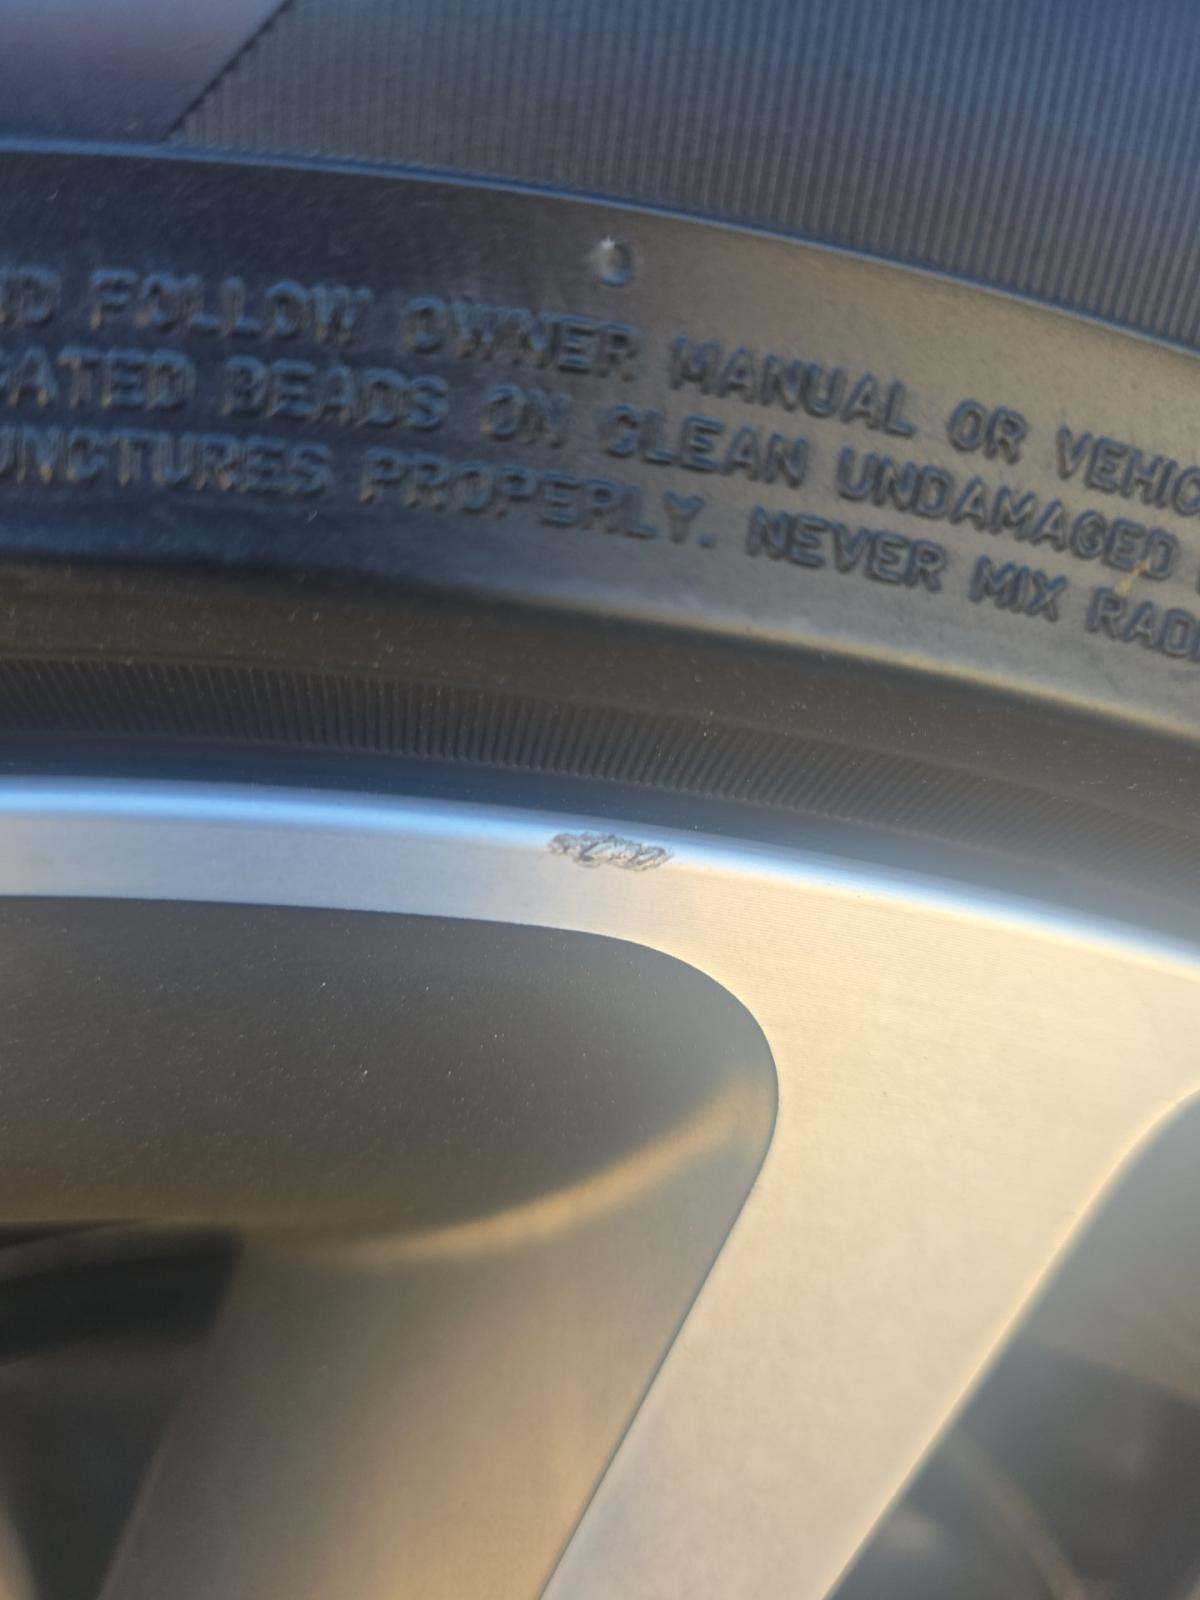 FOLLOW OWNER MANUAL OR
BEADS ON CLEAN UNDAMAGED
PROPERLY. NEVER MIX